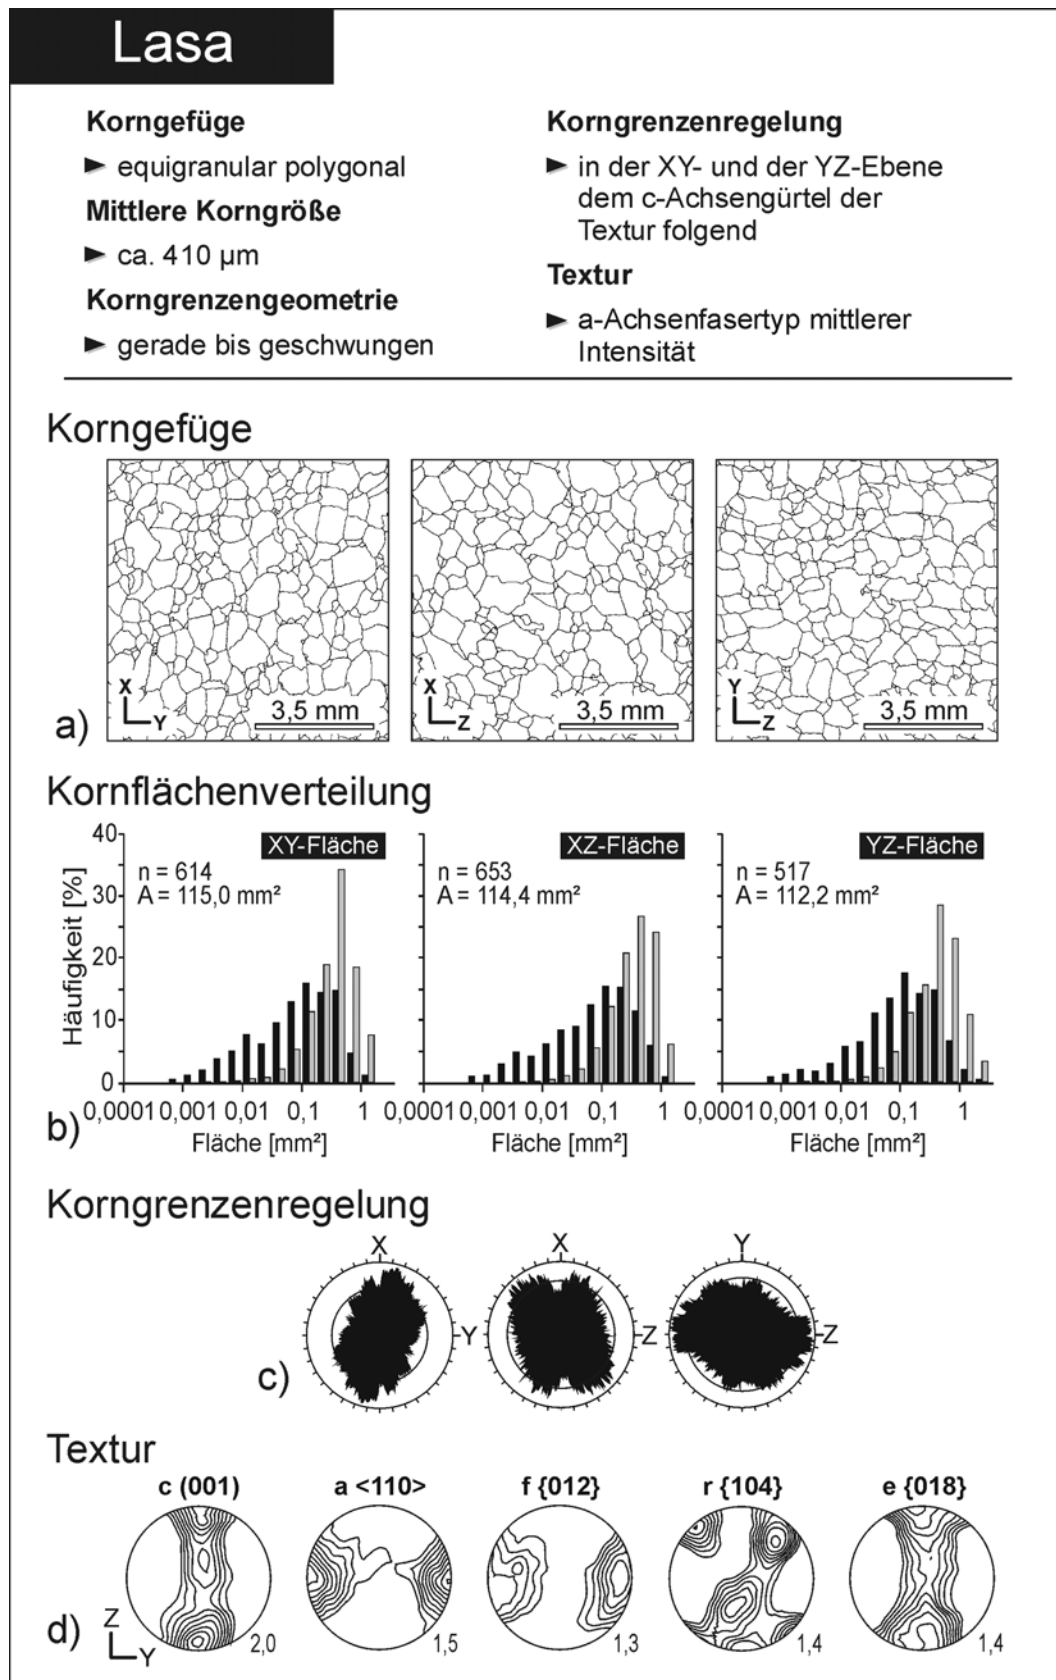 Lasa
Korngefüge
► equigranular polygonal
Mittlere Korngröße
► ca. 410 µm
Korngrenzengeometrie
► gerade bis geschwungen
Korngrenzenregelung
► in der XY- und der YZ-Ebene
dem c-Achsengürtel der
Textur folgend
Textur
► a-Achsenfasertyp mittlerer
Intensität
Korngefüge
X Y 3,5 mm
X Z 3,5 mm
Y Z 3,5 mm
a)
Kornflächenverteilung
Häufigkeit [%]
40
30
20
10
0
XY-Fläche
n = 614
A = 115,0 mm²
0,0001 0,001 0,01 0,1 1
Fläche [mm²]
XZ-Fläche
n = 653
A = 114,4 mm²
0,0001 0,001 0,01 0,1 1
Fläche [mm²]
YZ-Fläche
n = 517
A = 112,2 mm²
0,0001 0,001 0,01 0,1 1
Fläche [mm²]
b)
Korngrenzenregelung
X Y
X Z
Y Z
c)
Textur
c (001) a <110> f {012} r {104} e {018}
2,0 1,5 1,3 1,4 1,4
Z Y
d)